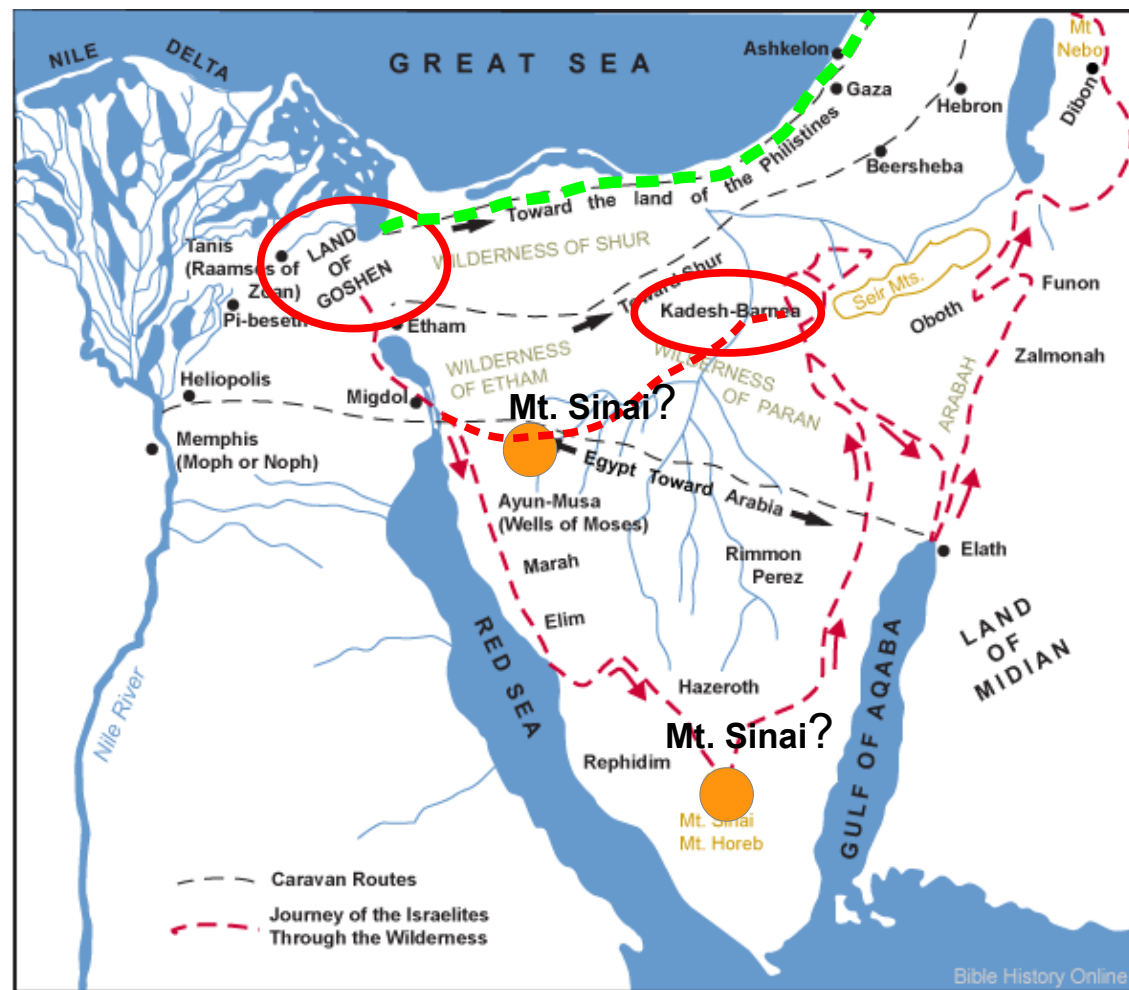 NILE DELTA
GREAT SEA
Ashkelon
Gaza
Mt
Nebo
Dibon
Hebron
Beersheba
Toward the land of the Philistines
WILDERNESS OF SHUR
Tanis
(Raamses of
Zoan)
LAND
OF
GOSHEN
Pi-beseth
Etham
Toward Shur
Kadesh-Barnea
Seir Mts.
Oboth
Funon
Zalmonah
WILDERNESS
OF ETHAM
WILDERNESS
OF PARAN
ARABAH
Heliopolis
Migdol
Mt. Sinai?
Memphis
(Moph or Noph)
Egypt Toward Arabia
Ayun-Musa
(Wells of Moses)
Marah
Rimmon
Perez
Elath
Elim
LAND
OF
MIDIAN
RED SEA
Hazeroth
GULF OF AQABA
Nile River
Mt. Sinai?
Rephidim
Mt. Sinai
Mt. Horeb
Caravan Routes
Journey of the Israelites
Through the Wilderness
Bible History Online